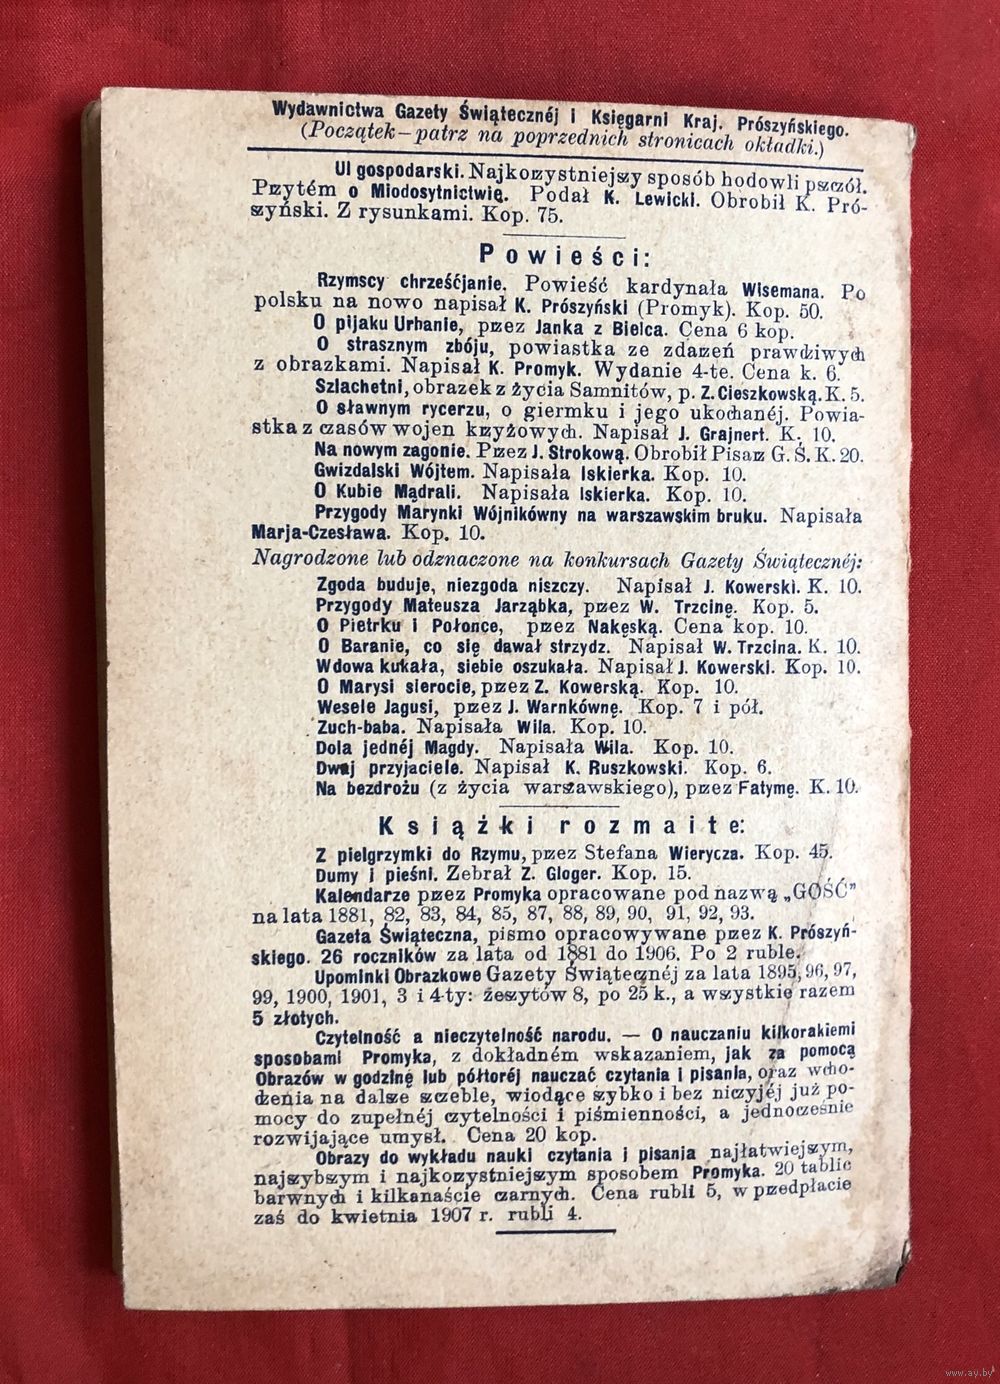 Wydawnictwa Gazety Świątecznéj i Księgarni Kraj. Prószyńskiego.
(Początek—patrz na poprzednich stronicach okładki.)
Ul gospodarski. Najkorzystniejszy sposób hodowli pszczół.
Przytém o Miodosytnictwie. Podał K. Lewicki. Obrobił K. Pró-
szyński. Z rysunkami. Kop. 75.
Powieści:
Rzymscy chrześćjanie. Powieść kardynała Wisemana. Po
polsku na nowo napisał K. Prószyński (Promyk). Kop. 50.
O pijaku Urbanie, przez Janka z Bielca. Cena 6 kop.
O strasznym zbóju, powiastka ze zdarzeń prawdziwych
z obrazkami. Napisał K. Promyk. Wydanie 4-te. Cena k. 6.
Szlachetni, obrazek z życia Samnitów, p. Z. Cieszkowską. K. 5.
O sławnym rycerzu, o giermku i jego ukochanéj. Powia-
stka z czasów wojen krzyżowych. Napisał J. Grajnert. K. 10.
Na nowym zagonie. Przez J. Strokową. Obrobił Pisarz G. Ś. K. 20.
Gwizdalski Wójtem. Napisała Iskierka. Kop. 10.
O Kubie Mądrali. Napisała Iskierka. Kop. 10.
Przygody Marynki Wójnikówny na warszawskim bruku. Napisała
Marja-Czesława. Kop. 10.
Nagrodzone lub odznaczone na konkursach Gazety Świątecznéj:
Zgoda buduje, niezgoda niszczy. Napisał J. Kowerski. K. 10.
Przygody Mateusza Jarząbka, przez W. Trzcinę. Kop. 5.
O Pietrku i Połonce, przez Nakęską. Cena kop. 10.
O Baranie, co się dawał strzydz. Napisał W. Trzcina. K. 10.
Wdowa kukała, siebie oszukała. Napisał J. Kowerski. Kop. 10.
O Marysi sierocie, przez Z. Kowerską. Kop. 10.
Wesele Jagusi, przez J. Warnkównę. Kop. 7 i pół.
Zuch-baba. Napisała Wila. Kop. 10.
Dola jednéj Magdy. Napisała Wila. Kop. 10.
Dwaj przyjaciele. Napisał K. Ruszkowski. Kop. 6.
Na bezdrożu (z życia warszawskiego), przez Fatymę. K. 10.
Książki rozmaite:
Z pielgrzymki do Rzymu, przez Stefana Wierycza. Kop. 45.
Dumy i pieśni. Zebrał Z. Gloger. Kop. 15.
Kalendarze przez Promyka opracowane pod nazwą „GOŚĆ”
na lata 1881, 82, 83, 84, 85, 87, 88, 89, 90, 91, 92, 93.
Gazeta Świąteczna, pismo opracowywane przez K. Prószyń-
skiego. 26 roczników za lata od 1881 do 1906. Po 2 ruble.
Upominki Obrazkowe Gazety Świątecznéj za lata 1895, 96, 97,
99, 1900, 1901, 3 i 4-ty: zeszytów 8, po 25 k., a wszystkie razem
5 złotych.
Czytelność a nieczytelność narodu. — O nauczaniu kilkorakiemi
sposobami Promyka, z dokładném wskazaniem, jak za pomocą
Obrazów w godzinę lub półtoréj nauczać czytania i pisania, oraz wcho-
dzenia na dalsze szczeble, wiodące szybko i bez niczyjéj już po-
mocy do zupełnéj czytelności i piśmienności, a jednocześnie
rozwijające umysł. Cena 20 kop.
Obrazy do wykładu nauki czytania i pisania najłatwiejszym,
najszybszym i najkorzystniejszym sposobem Promyka. 20 tablic
barwnych i kilkanaście czarnych. Cena rubli 5, w przedpłacie
zaś do kwietnia 1907 r. rubli 4.
www.ay.by